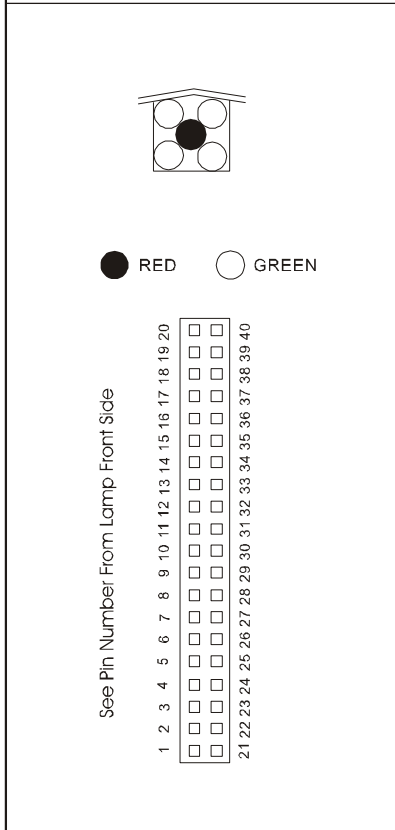 RED GREEN
See Pin Number From Lamp Front Side
1 2 3 4 5 6 7 8 9 10 11 12 13 14 15 16 17 18 19 20
21 22 23 24 25 26 27 28 29 30 31 32 33 34 35 36 37 38 39 40